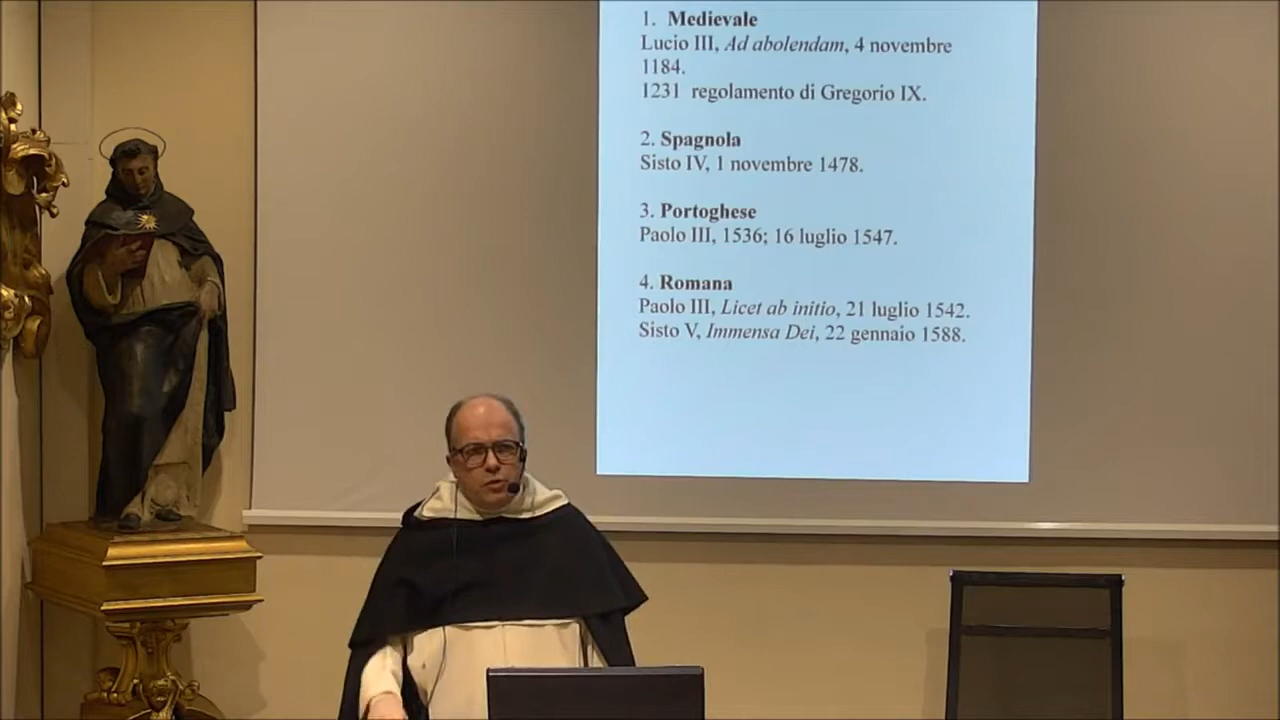 1. Medievale
Lucio III, Ad abolendam, 4 novembre
1184.
1231 regolamento di Gregorio IX.
2. Spagnola
Sisto IV, 1 novembre 1478.
3. Portoghese
Paolo III, 1536; 16 luglio 1547.
4. Romana
Paolo III, Licet ab initio, 21 luglio 1542.
Sisto V, Immensa Dei, 22 gennaio 1588.